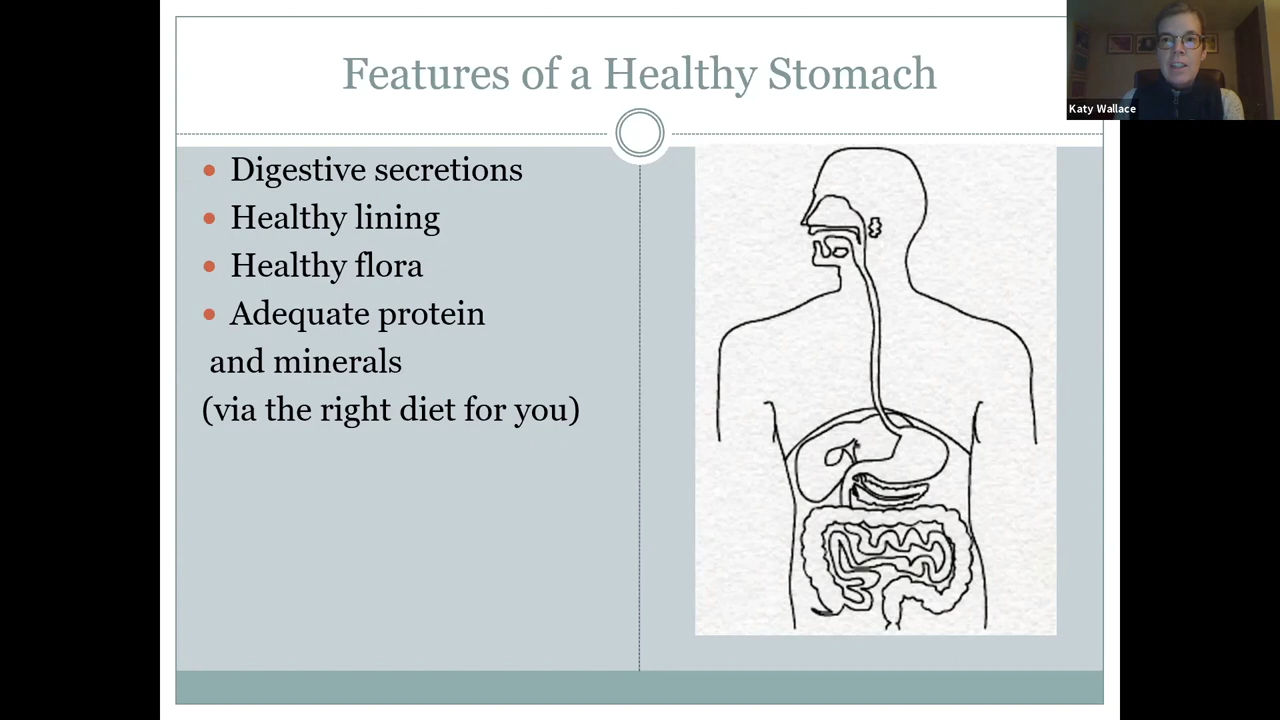 Features of a Healthy Stomach
Katy Wallace
Digestive secretions
Healthy lining
Healthy flora
Adequate protein
and minerals
(via the right diet for you)